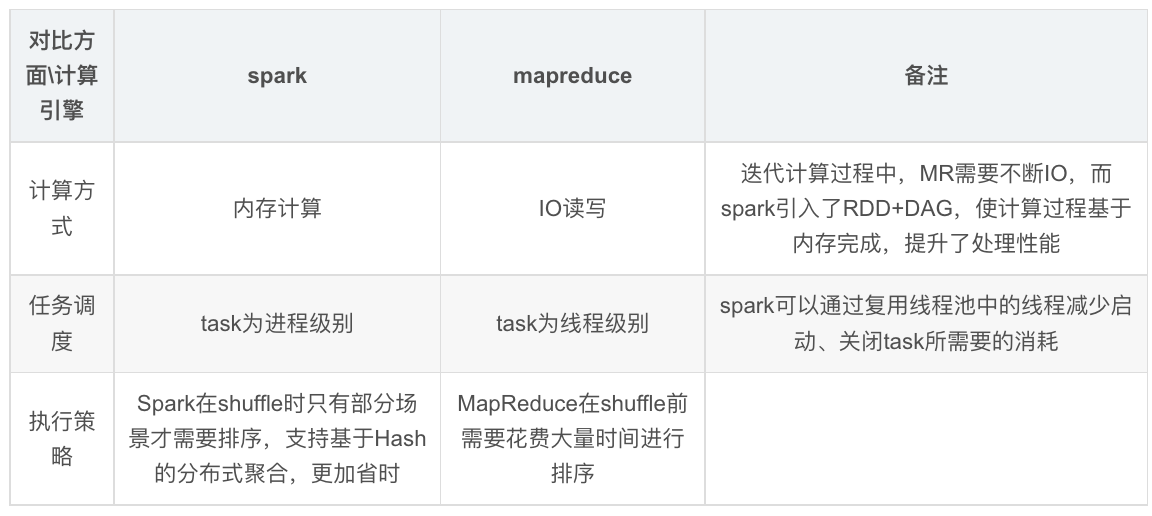 对比方
面\计算
引擎
spark
mapreduce
备注
计算方
式
内存计算
IO读写
迭代计算过程中，MR需要不断IO，而
spark引入了RDD+DAG，使计算过程基于
内存完成，提升了处理性能
任务调
度
task为进程级别
task为线程级别
spark可以通过复用线程池中的线程减少启
动、关闭task所需要的消耗
执行策
略
Spark在shuffle时只有部分场
景才需要排序，支持基于Hash
的分布式聚合，更加省时
MapReduce在shuffle前
需要花费大量时间进行
排序